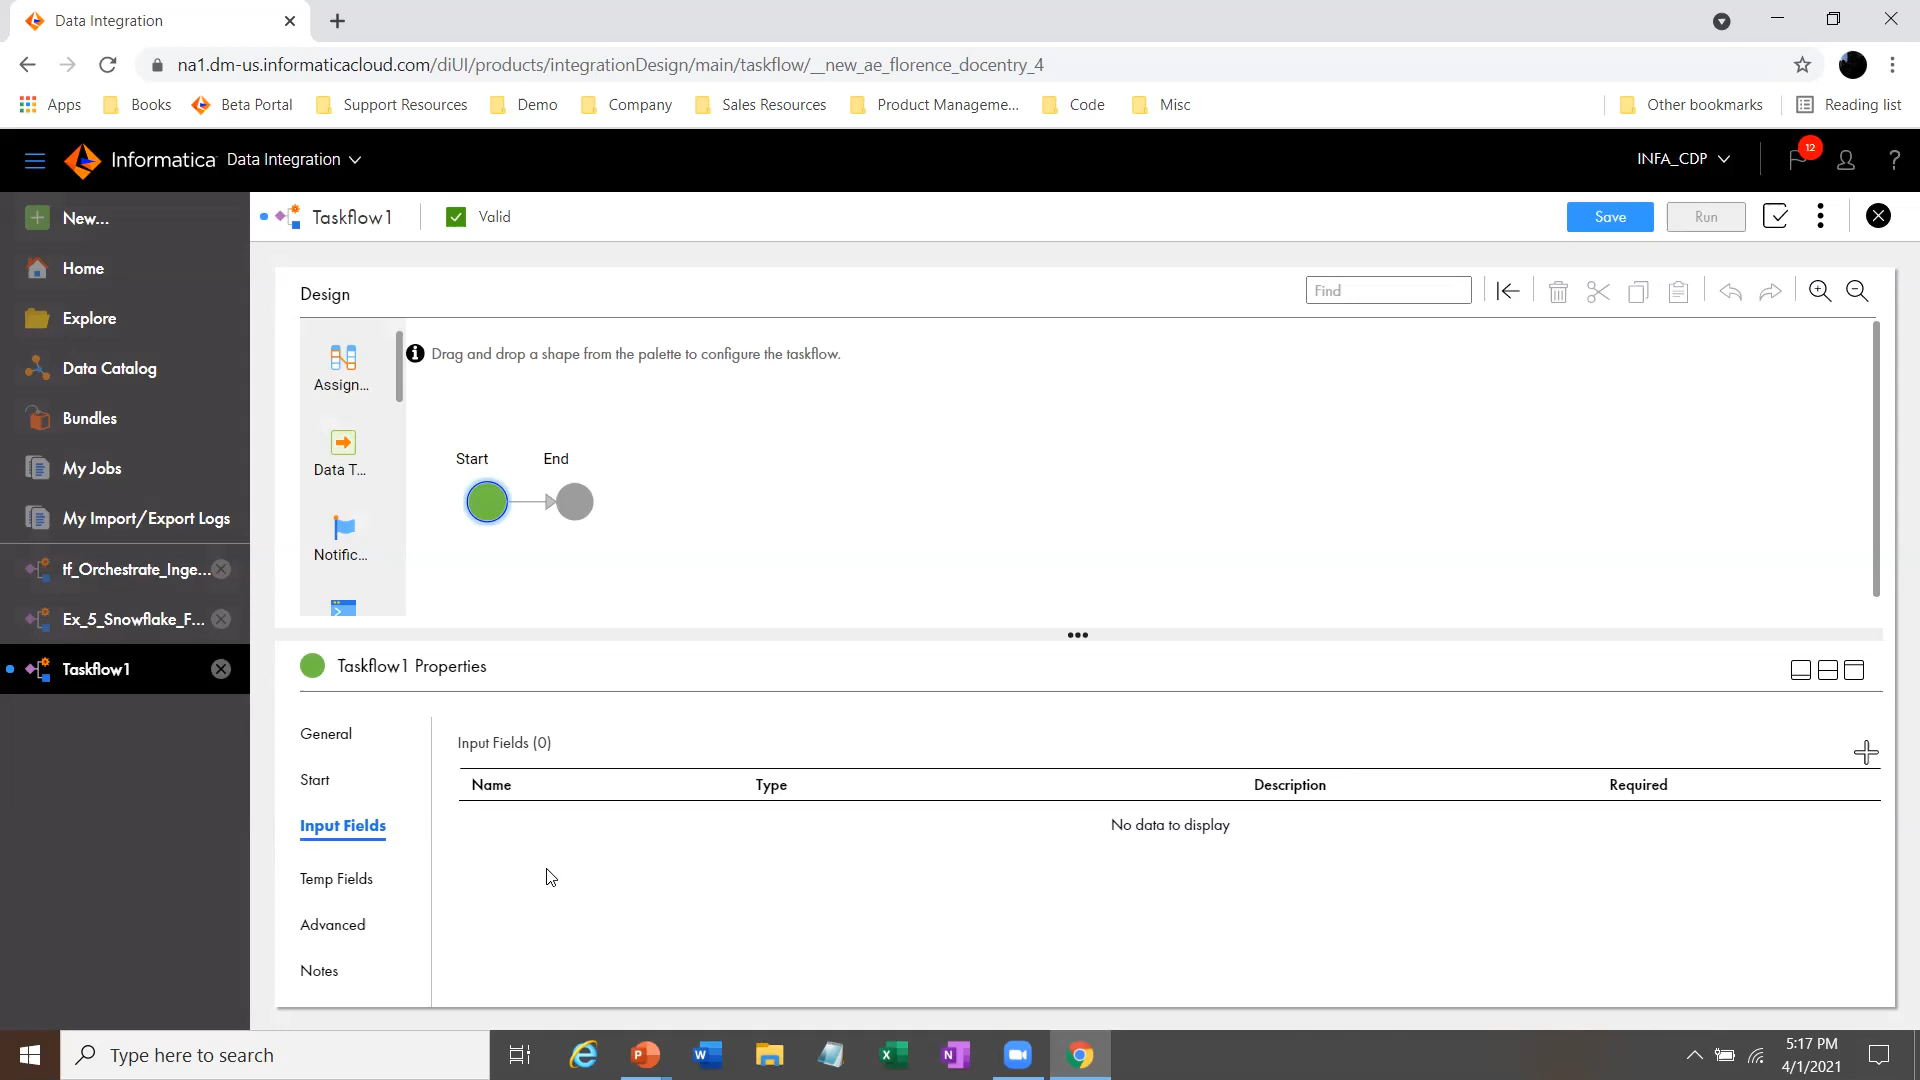 Data Integration
na1.dm-us.informaticacloud.com/diUI/products/integrationDesign/main/taskflow/__new_ae_florence_docentry_4
Apps Books Beta Portal Support Resources Demo Company Sales Resources Product Manageme... Code Misc Other bookmarks Reading list
Informatica Data Integration INFA_CDP 12 ?
New...
Home
Explore
Data Catalog
Bundles
My Jobs
My Import/Export Logs
tf_Orchestrate_Inge...
Ex_5_Snowflake_F...
Taskflow1
Taskflow1 Valid Save Run
Design Find
Assign...
Data T...
Notific...
Drag and drop a shape from the palette to configure the taskflow.
Start End
Taskflow1 Properties
General
Start
Input Fields
Temp Fields
Advanced
Notes
Input Fields (0)
Name Type Description Required
No data to display
Type here to search
5:17 PM
4/1/2021